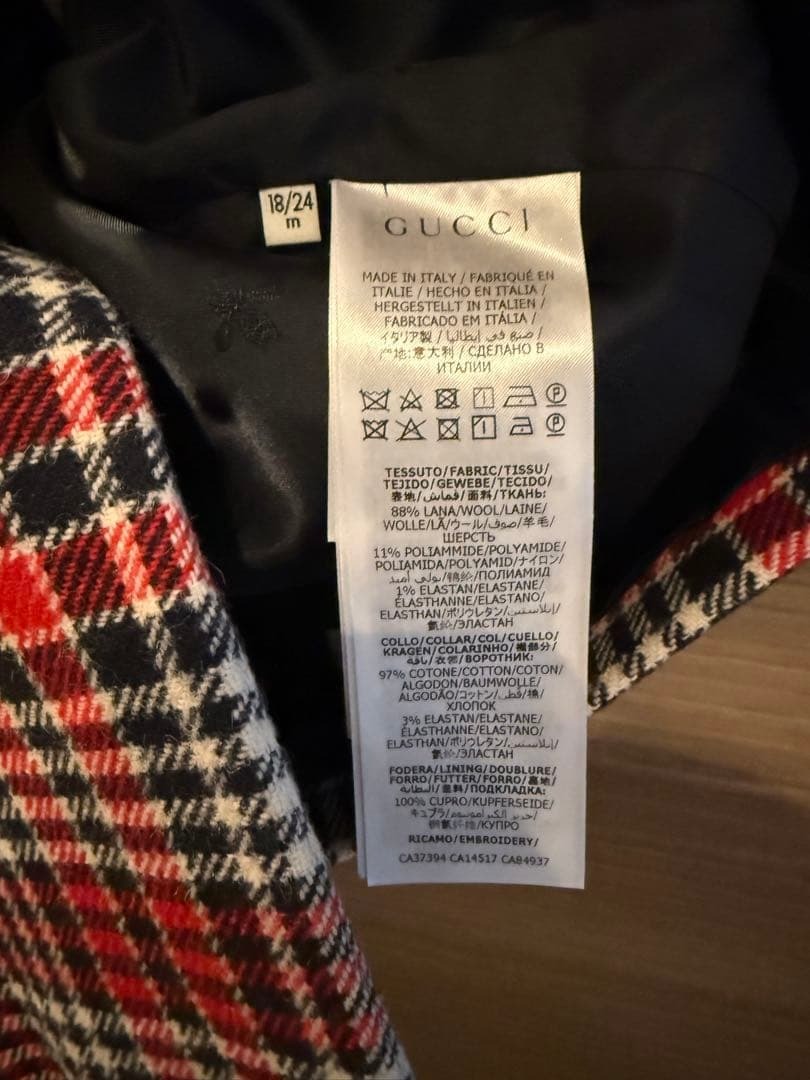 18/24
m
GUCCI
MADE IN ITALY / FABRIQUÉ EN
ITALIE / HECHO EN ITALIA /
HERGESTELLT IN ITALIEN /
FABRICADO EM ITÁLIA /
イタリア製 / صنع في إيطاليا /
产地:意大利 / СДЕЛАНО В
ИТАЛИИ
TESSUTO/FABRIC/TISSU/
TEJIDO/GEWEBE/TECIDO/
表地/قماش/面料/ТКАНЬ:
88% LANA/WOOL/LAINE/
WOLLE/LÃ/ウール/صوف/羊毛/
ШЕРСТЬ
11% POLIAMMIDE/POLYAMIDE/
POLIAMIDA/POLYAMID/ナイロン/
بولي أميد/锦纶/ПОЛИАМИД
1% ELASTAN/ELASTANE/
ÉLASTHANNE/ELASTANO/
ELASTHAN/ポリウレタン/إيلاستين/
氨纶/ЭЛАСТАН
COLLO/COLLAR/COL/CUELLO/
KRAGEN/COLARINHO/襟部分/
ياقة/衣领/ВОРОТНИК:
97% COTONE/COTTON/COTON/
ALGODON/BAUMWOLLE/
ALGODÃO/コットン/قطن/棉/
ХЛОПОК
3% ELASTAN/ELASTANE/
ÉLASTHANNE/ELASTANO/
ELASTHAN/ポリウレタン/إيلاستين/
氨纶/ЭЛАСТАН
FODERA/LINING/DOUBLURE/
FORRO/FUTTER/FORRO/裏地/
البطانة/里料/ПОДКЛАДКА:
100% CUPRO/KUPFERSEIDE/
キュプラ/
铜氨纤维/КУПРО
RICAMO/EMBROIDERY/
CA37394 CA14517 CA84937